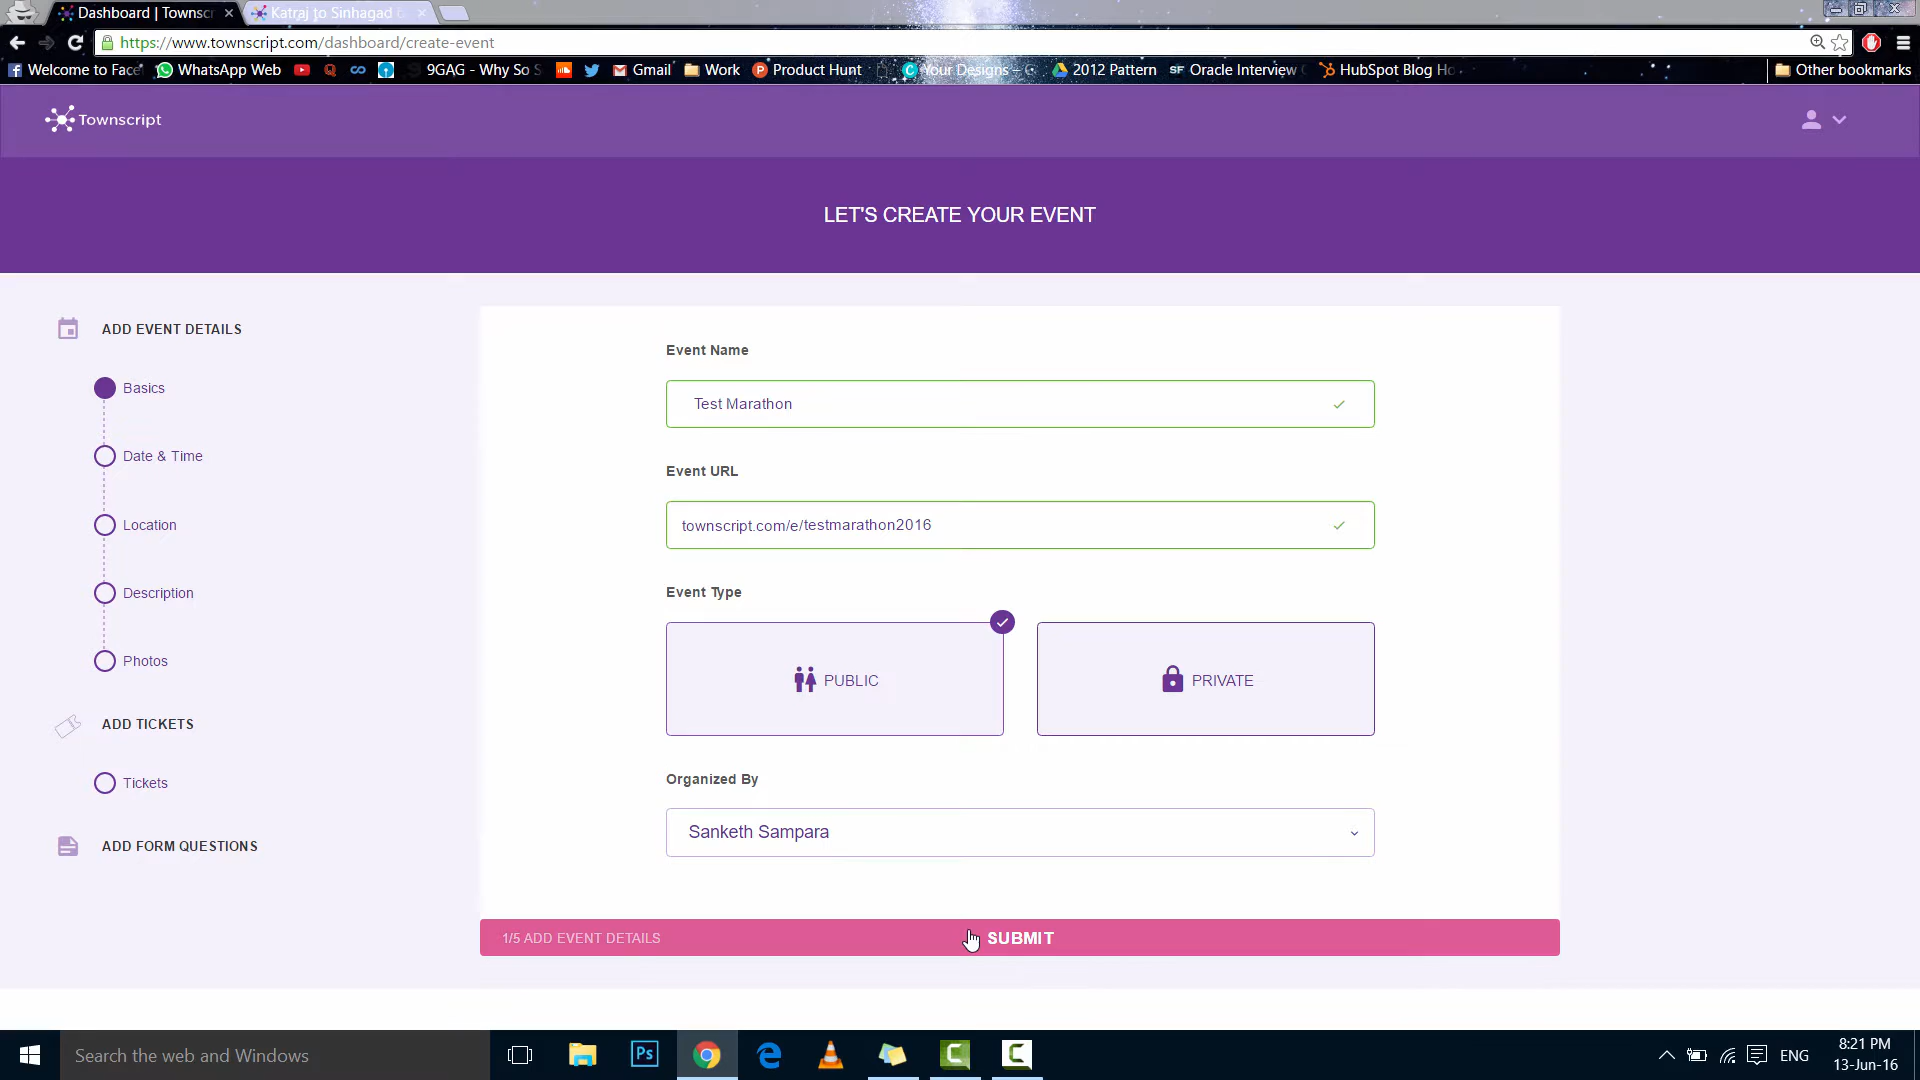 Dashboard | Townscr
Katraj to Sinhagad
https://www.townscript.com/dashboard/create-event
Welcome to Face
WhatsApp Web
9GAG - Why So S
Gmail
Work
Product Hunt
Your Designs –
2012 Pattern
Oracle Interview
HubSpot Blog Ho
Other bookmarks
Townscript
LET'S CREATE YOUR EVENT
ADD EVENT DETAILS
Basics
Date & Time
Location
Description
Photos
ADD TICKETS
Tickets
ADD FORM QUESTIONS
Event Name
Test Marathon
Event URL
townscript.com/e/testmarathon2016
Event Type
PUBLIC
PRIVATE
Organized By
Sanketh Sampara
1/5 ADD EVENT DETAILS
SUBMIT
Search the web and Windows
Ps
ENG
8:21 PM
13-Jun-16